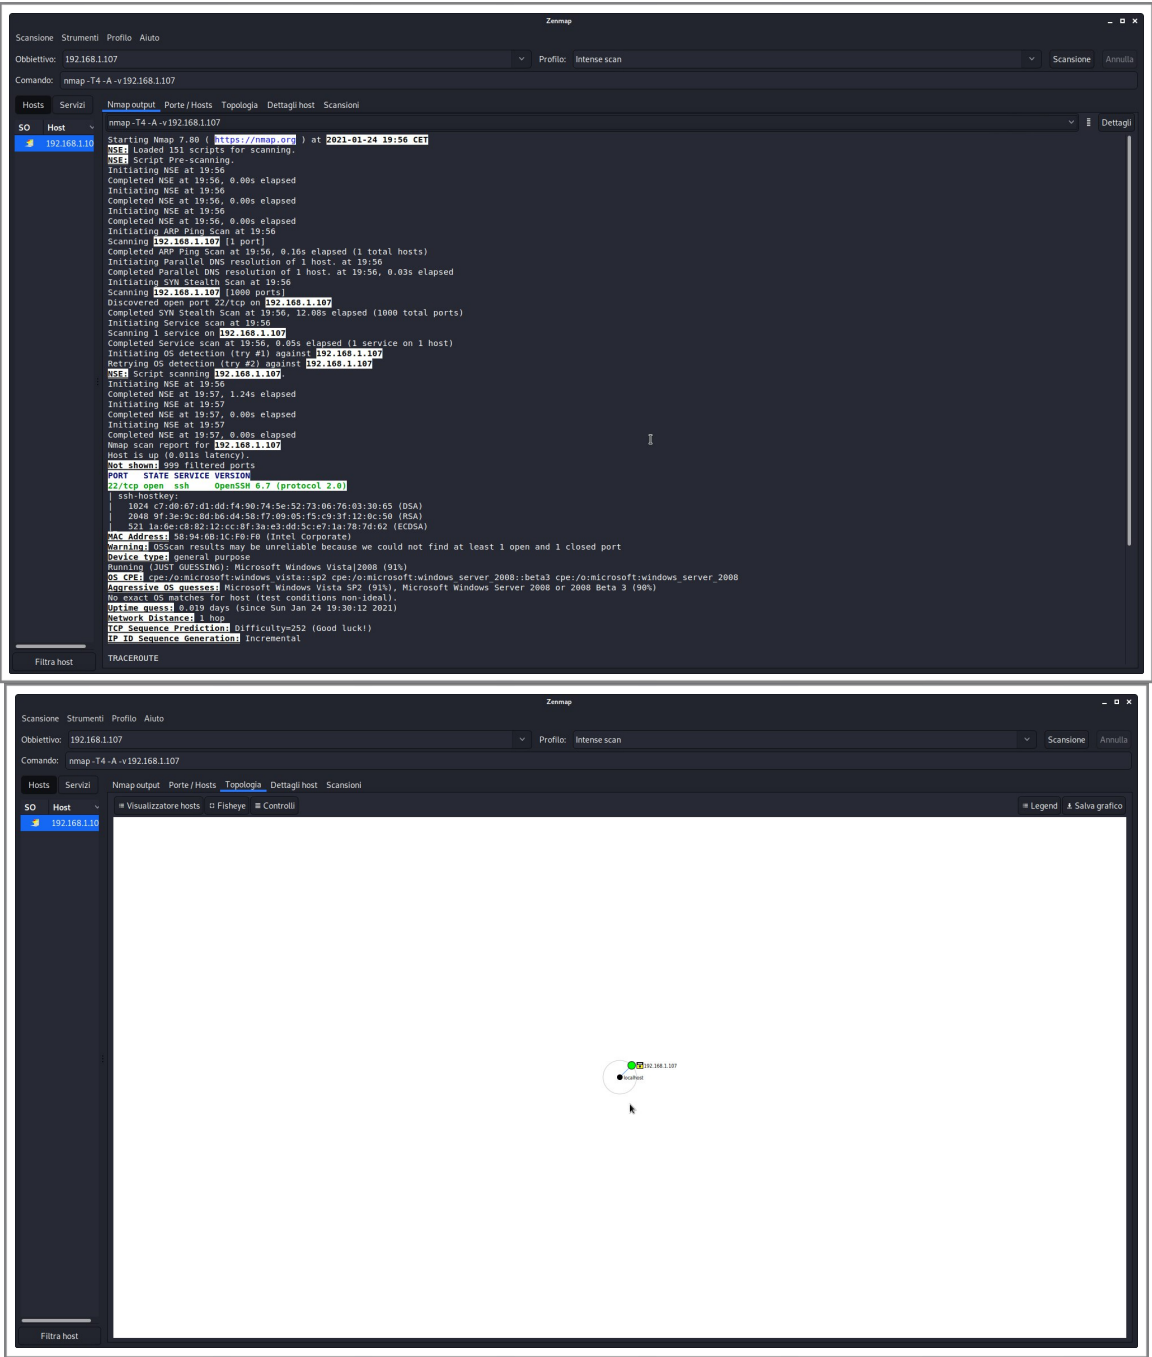 Zenmap
Scansione Strumenti Profilo Aiuto
Obbiettivo: 192.168.1.107 Profilo: Intense scan Scansione Annulla
Comando: nmap -T4 -A -v 192.168.1.107
Hosts Servizi Nmap output Porte / Hosts Topologia Dettagli host Scansioni
nmap -T4 -A -v 192.168.1.107 Dettagli
SO Host
192.168.1.10
Starting Nmap 7.80 ( https://nmap.org ) at 2021-01-24 19:56 CET
NSE: Loaded 151 scripts for scanning.
NSE: Script Pre-scanning.
Initiating NSE at 19:56
Completed NSE at 19:56, 0.00s elapsed
Initiating NSE at 19:56
Completed NSE at 19:56, 0.00s elapsed
Initiating NSE at 19:56
Completed NSE at 19:56, 0.00s elapsed
Initiating ARP Ping Scan at 19:56
Scanning 192.168.1.107 [1 port]
Completed ARP Ping Scan at 19:56, 0.16s elapsed (1 total hosts)
Initiating Parallel DNS resolution of 1 host. at 19:56
Completed Parallel DNS resolution of 1 host. at 19:56, 0.03s elapsed
Initiating SYN Stealth Scan at 19:56
Scanning 192.168.1.107 [1000 ports]
Discovered open port 22/tcp on 192.168.1.107
Completed SYN Stealth Scan at 19:56, 12.08s elapsed (1000 total ports)
Initiating Service scan at 19:56
Scanning 1 service on 192.168.1.107
Completed Service scan at 19:56, 0.05s elapsed (1 service on 1 host)
Initiating OS detection (try #1) against 192.168.1.107
Retrying OS detection (try #2) against 192.168.1.107
NSE: Script scanning 192.168.1.107.
Initiating NSE at 19:56
Completed NSE at 19:57, 1.24s elapsed
Initiating NSE at 19:57
Completed NSE at 19:57, 0.00s elapsed
Initiating NSE at 19:57
Completed NSE at 19:57, 0.00s elapsed
Nmap scan report for 192.168.1.107
Host is up (0.011s latency).
Not shown: 999 filtered ports
PORT STATE SERVICE VERSION
22/tcp open ssh OpenSSH 6.7 (protocol 2.0)
| ssh-hostkey:
| 1024 c7:d0:67:d1:dd:f4:90:74:5e:52:73:06:76:03:30:65 (DSA)
| 2048 9f:3e:9c:8d:b6:d4:58:f7:09:05:f5:c9:3f:12:0c:50 (RSA)
|_ 521 1a:6e:c8:82:12:cc:8f:3a:e3:dd:5c:e7:1a:78:7d:62 (ECDSA)
MAC Address: 58:94:6B:1C:F0:F0 (Intel Corporate)
Warning: OSScan results may be unreliable because we could not find at least 1 open and 1 closed port
Device type: general purpose
Running (JUST GUESSING): Microsoft Windows Vista|2008 (91%)
OS CPE: cpe:/o:microsoft:windows_vista::sp2 cpe:/o:microsoft:windows_server_2008::beta3 cpe:/o:microsoft:windows_server_2008
Aggressive OS guesses: Microsoft Windows Vista SP2 (91%), Microsoft Windows Server 2008 or 2008 Beta 3 (90%)
No exact OS matches for host (test conditions non-ideal).
Uptime guess: 0.019 days (since Sun Jan 24 19:30:12 2021)
Network Distance: 1 hop
TCP Sequence Prediction: Difficulty=252 (Good luck!)
IP ID Sequence Generation: Incremental
TRACEROUTE
Filtra host
Zenmap
Scansione Strumenti Profilo Aiuto
Obbiettivo: 192.168.1.107 Profilo: Intense scan Scansione Annulla
Comando: nmap -T4 -A -v 192.168.1.107
Hosts Servizi Nmap output Porte / Hosts Topologia Dettagli host Scansioni
SO Host Visualizzatore hosts Fisheye Controlli Legend Salva grafico
192.168.1.10
192.168.1.107
localhost
Filtra host